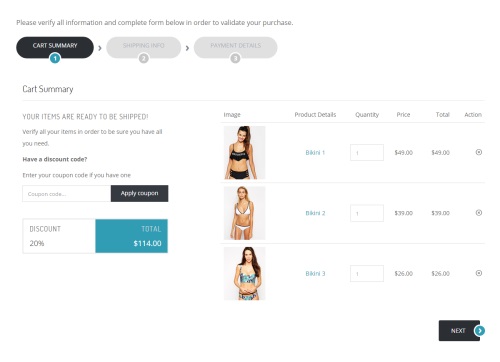 Please verify all information and complete form below in order to validate your purchase.
CART SUMMARY
SHIPPING INFO
PAYMENT DETAILS
1
2
3
Cart Summary
YOUR ITEMS ARE READY TO BE SHIPPED!
Verify all your items in order to be sure you have all
you need.
Have a discount code?
Enter your coupon code if you have one
Coupon code...
Apply coupon
DISCOUNT
TOTAL
20%
$114.00
Image Product Details Quantity Price Total Action
Bikini 1 1 $49.00 $49.00
Bikini 2 1 $39.00 $39.00
Bikini 3 1 $26.00 $26.00
NEXT